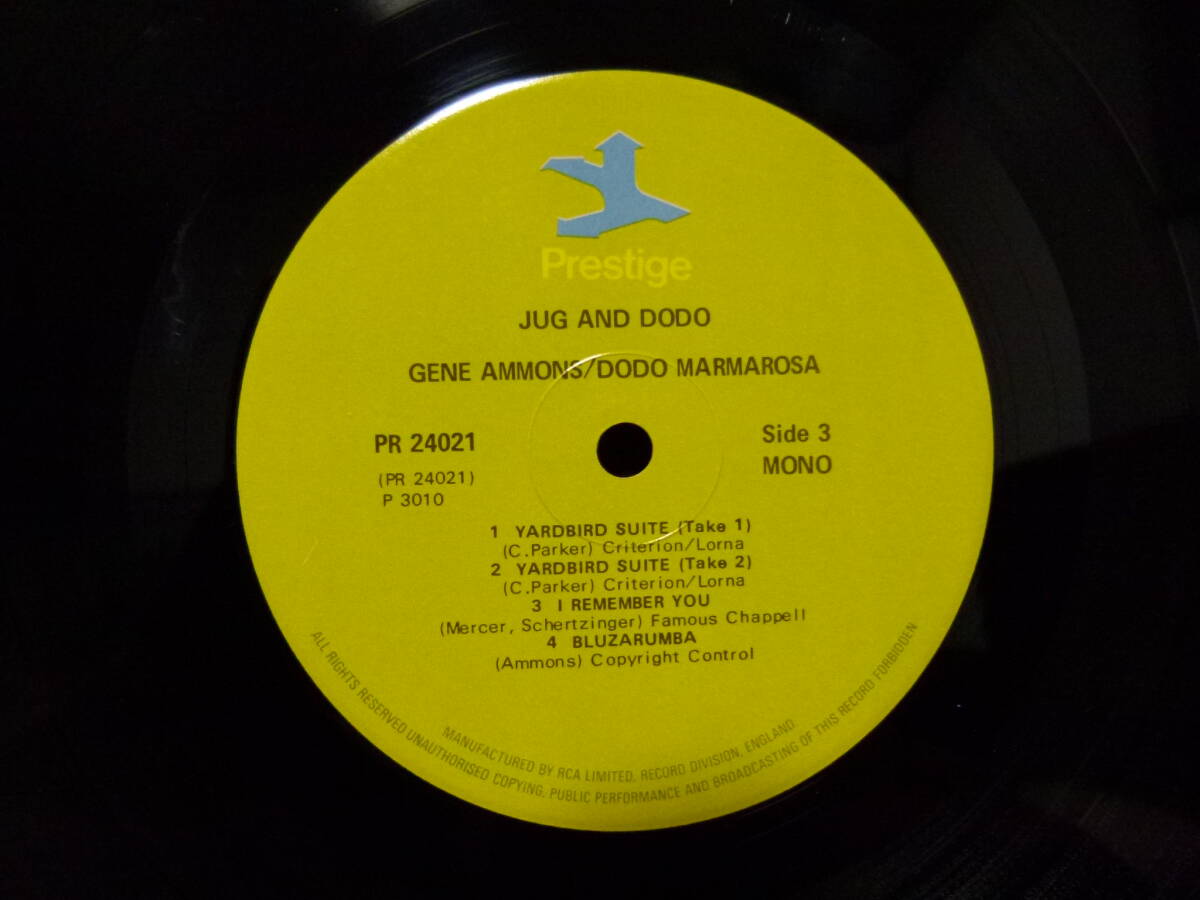 Prestige
JUG AND DODO
GENE AMMONS/DODO MARMAROSA
PR 24021
(PR 24021)
P 3010
Side 3
MONO
1 YARDBIRD SUITE (Take 1)
(C.Parker) Criterion/Lorna
2 YARDBIRD SUITE (Take 2)
(C.Parker) Criterion/Lorna
3 I REMEMBER YOU
(Mercer, Schertzinger) Famous Chappell
4 BLUZARUMBA
(Ammons) Copyright Control
MANUFACTURED BY RCA LIMITED, RECORD DIVISION, ENGLAND
ALL RIGHTS RESERVED UNAUTHORISED COPYING, PUBLIC PERFORMANCE AND BROADCASTING OF THIS RECORD FORBIDDEN